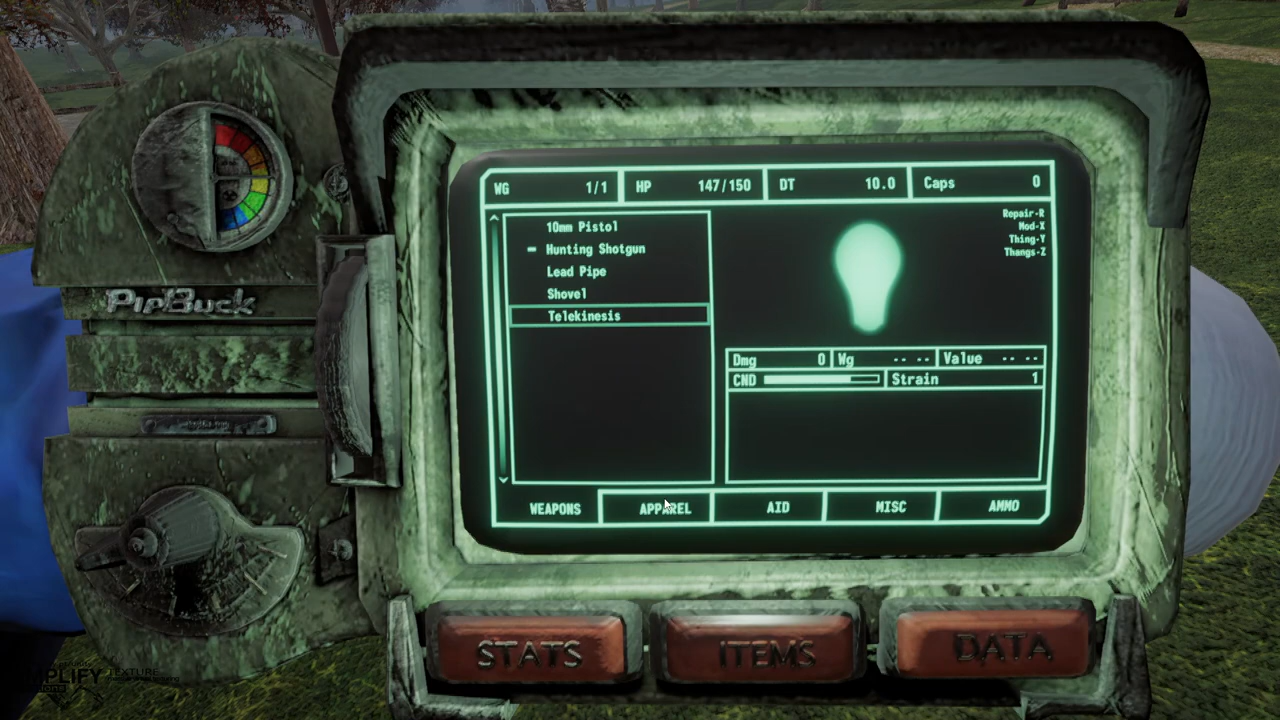 WG 1/1 HP 147/150 DT 10.0 Caps 0
10mm Pistol
Hunting Shotgun
Lead Pipe
Shovel
Telekinesis
Repair-R
Mod-X
Thing-Y
Thangs-Z
Dmg 0 Wg -- -- Value -- --
CND Strain 1
WEAPONS APPAREL AID MISC AMMO
PipBuck
STATS ITEMS DATA
MPLIFY TEXTURE